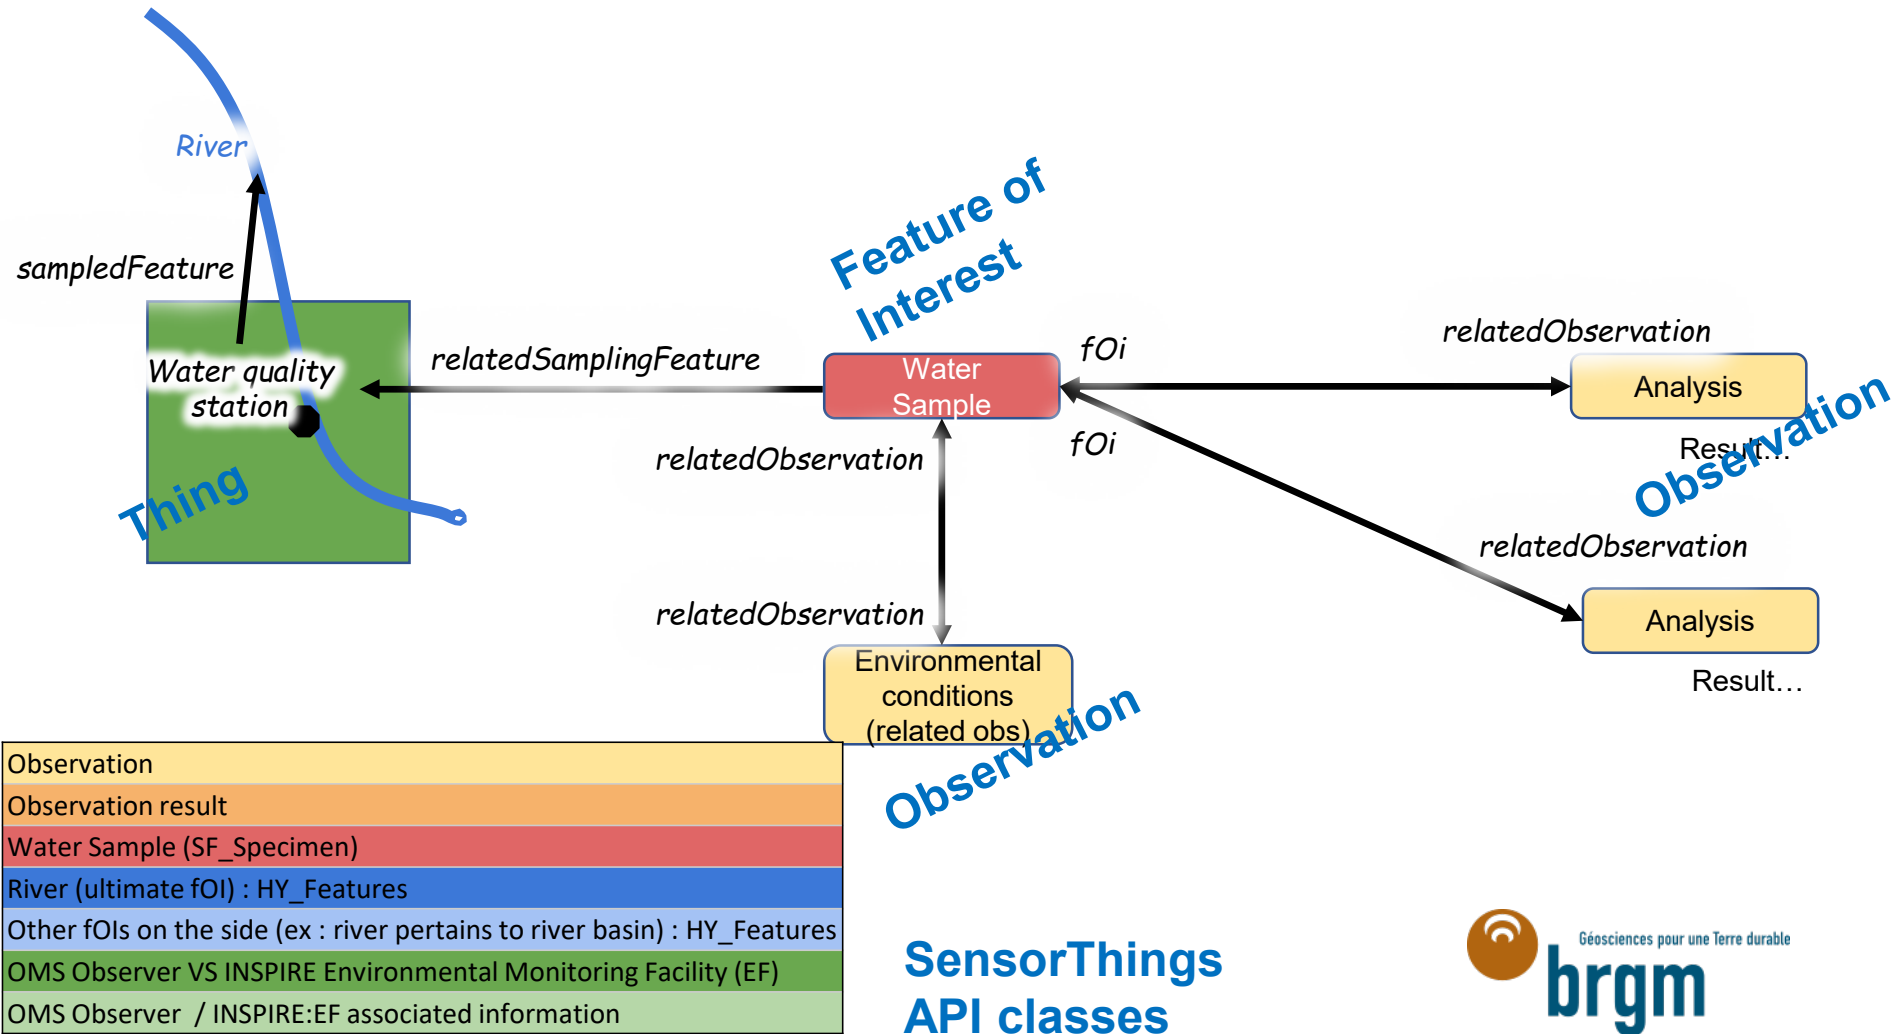 River
sampledFeature
Water quality
station
Thing
relatedSamplingFeature
Feature of
Interest
Water
Sample
fOi
fOi
relatedObservation
Analysis
Result...
Observation
relatedObservation
Analysis
Result...
relatedObservation
relatedObservation
Environmental
conditions
(related obs)
Observation
Observation
Observation result
Water Sample (SF_Specimen)
River (ultimate fOI) : HY_Features
Other fOIs on the side (ex : river pertains to river basin) : HY_Features
OMS Observer VS INSPIRE Environmental Monitoring Facility (EF)
OMS Observer / INSPIRE:EF associated information
SensorThings
API classes
Géosciences pour une Terre durable
brgm